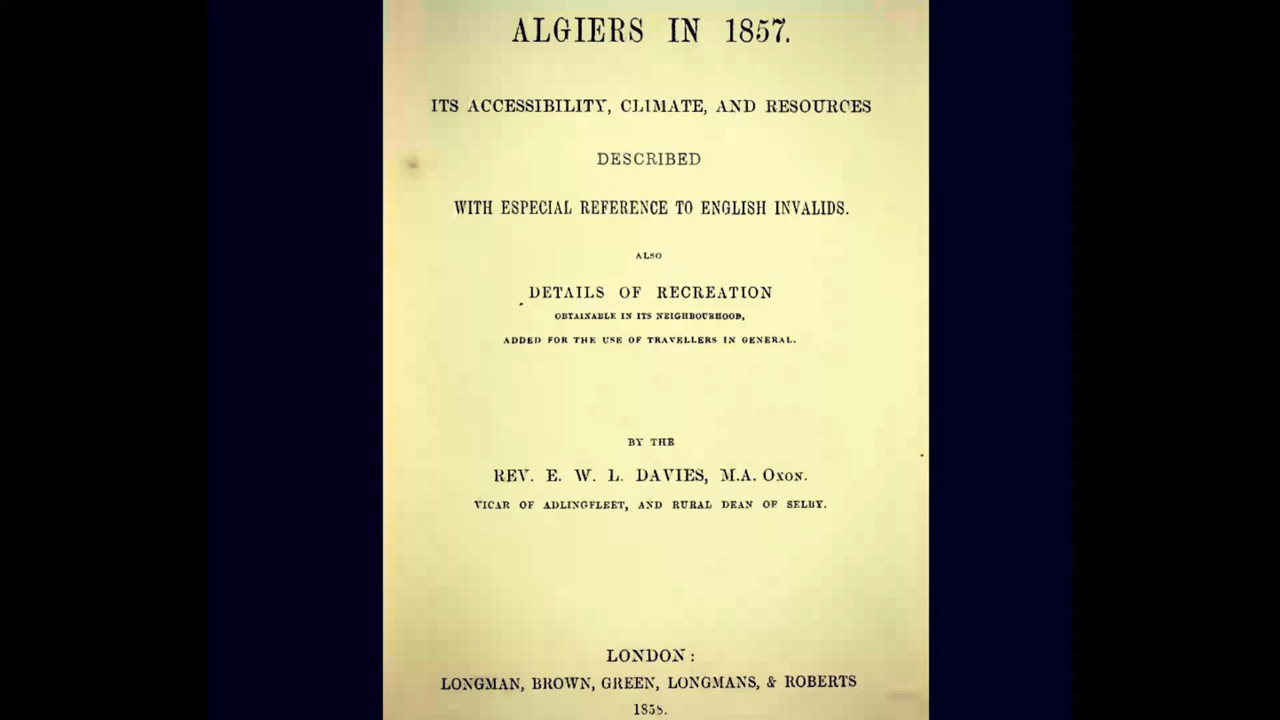 ALGIERS IN 1857.
ITS ACCESSIBILITY, CLIMATE, AND RESOURCES
DESCRIBED
WITH ESPECIAL REFERENCE TO ENGLISH INVALIDS.
ALSO
DETAILS OF RECREATION
OBTAINABLE IN ITS NEIGHBOURHOOD,
ADDED FOR THE USE OF TRAVELLERS IN GENERAL.
BY THE
REV. E. W. L. DAVIES, M.A. OXON.
VICAR OF ADLINGFLEET, AND RURAL DEAN OF SELBY.
LONDON:
LONGMAN, BROWN, GREEN, LONGMANS, & ROBERTS
1858.